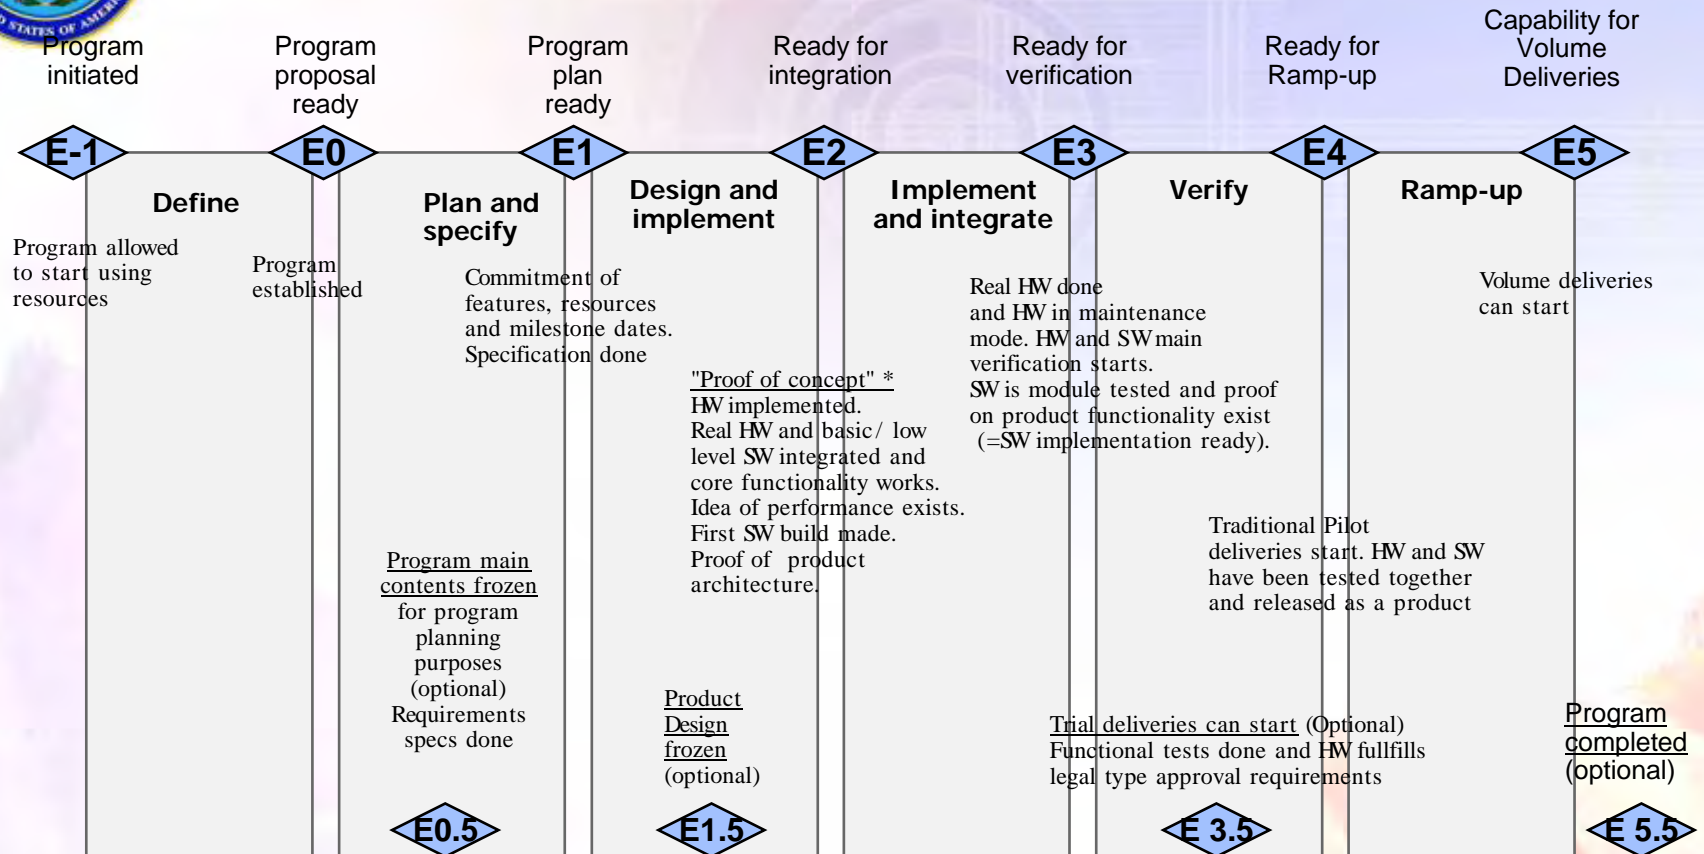 STATES OF AMER
Program
initiated
Program
proposal
ready
Program
plan
ready
Ready for
integration
Ready for
verification
Ready for
Ramp-up
Capability for
Volume
Deliveries
E-1
E0
E1
E2
E3
E4
E5
Define
Plan and
specify
Design and
implement
Implement
and integrate
Verify
Ramp-up
Program allowed
to start using
resources
Program
established
Commitment of
features, resources
and milestone dates.
Specification done
"Proof of concept" *
HW implemented.
Real HW and basic/ low
level SW integrated and
core functionality works.
Idea of performance exists.
First SW build made.
Proof of product
architecture.
Real HW done
and HW in maintenance
mode. HW and SW main
verification starts.
SW is module tested and proof
on product functionality exist
(=SW implementation ready).
Traditional Pilot
deliveries start. HW and SW
have been tested together
and released as a product
Volume deliveries
can start
Program main
contents frozen
for program
planning
purposes
(optional)
Requirements
specs done
Product
Design
frozen
(optional)
Trial deliveries can start (Optional)
Functional tests done and HW fullfills
legal type approval requirements
Program
completed
(optional)
E0.5
E1.5
E 3.5
E 5.5